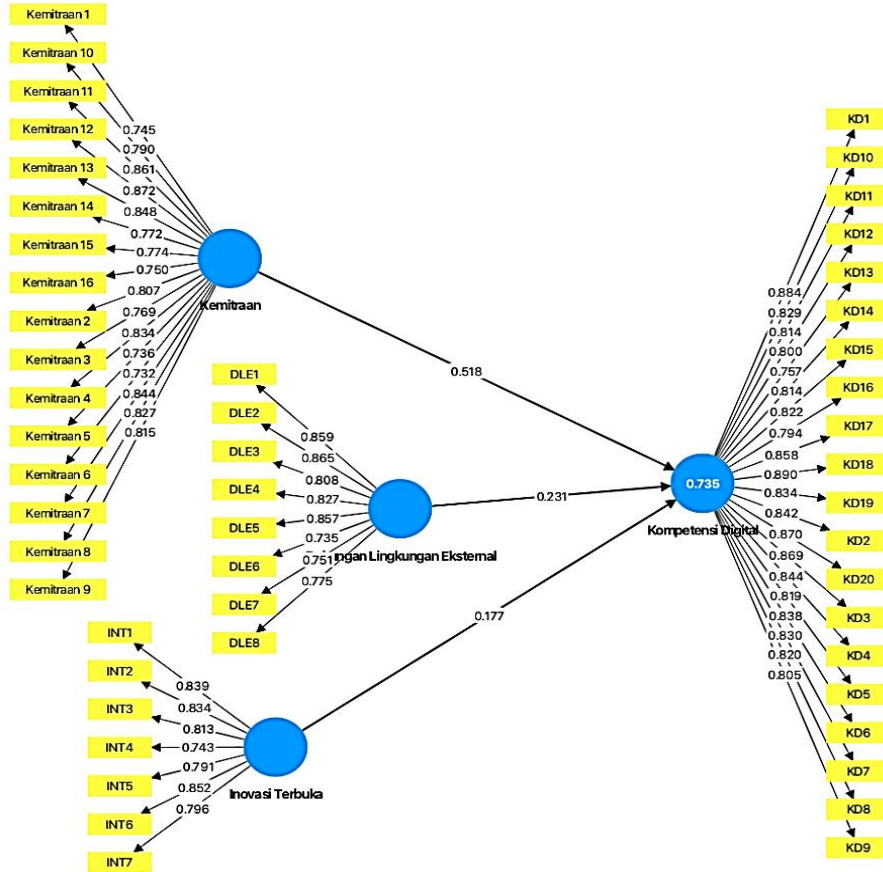 Kemitraan 1
Kemitraan 10
Kemitraan 11
Kemitraan 12
Kemitraan 13
Kemitraan 14
Kemitraan 15
Kemitraan 16
Kemitraan 2
Kemitraan 3
Kemitraan 4
Kemitraan 5
Kemitraan 6
Kemitraan 7
Kemitraan 8
Kemitraan 9
0.745
0.790
0.861
0.872
0.848
0.772
0.774
0.750
0.807
0.769
0.834
0.736
0.732
0.844
0.827
0.815
Kemitraan
0.518
DLE1
DLE2
DLE3
DLE4
DLE5
DLE6
DLE7
DLE8
0.859
0.865
0.808
0.827
0.857
0.735
0.751
0.775
ngan Lingkungan Eksternal
0.231
INT1
INT2
INT3
INT4
INT5
INT6
INT7
0.839
0.834
0.813
0.743
0.791
0.852
0.796
Inovasi Terbuka
0.177
0.735
Kompetensi Digital
0.884
0.829
0.814
0.800
0.757
0.814
0.822
0.794
0.858
0.890
0.834
0.842
0.870
0.869
0.844
0.819
0.838
0.830
0.820
0.805
KD1
KD10
KD11
KD12
KD13
KD14
KD15
KD16
KD17
KD18
KD19
KD2
KD20
KD3
KD4
KD5
KD6
KD7
KD8
KD9